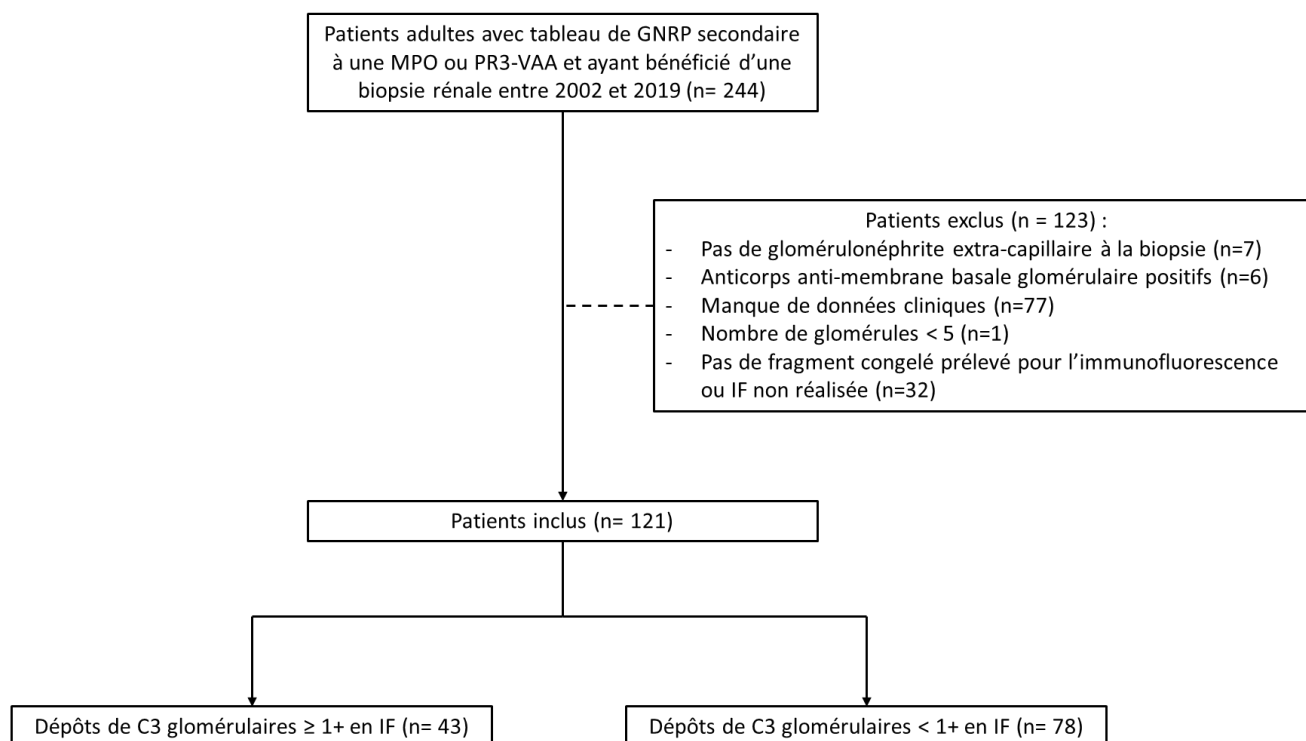 Patients adultes avec tableau de GNRP secondaire
à une MPO ou PR3-VAA et ayant bénéficié d'une
biopsie rénale entre 2002 et 2019 (n= 244)
Patients exclus (n = 123) :
- Pas de glomérulonéphrite extra-capillaire à la biopsie (n=7)
- Anticorps anti-membrane basale glomérulaire positifs (n=6)
- Manque de données cliniques (n=77)
- Nombre de glomérules < 5 (n=1)
- Pas de fragment congelé prélevé pour l'immunofluorescence
ou IF non réalisée (n=32)
Patients inclus (n= 121)
Dépôts de C3 glomérulaires ≥ 1+ en IF (n= 43)
Dépôts de C3 glomérulaires < 1+ en IF (n= 78)